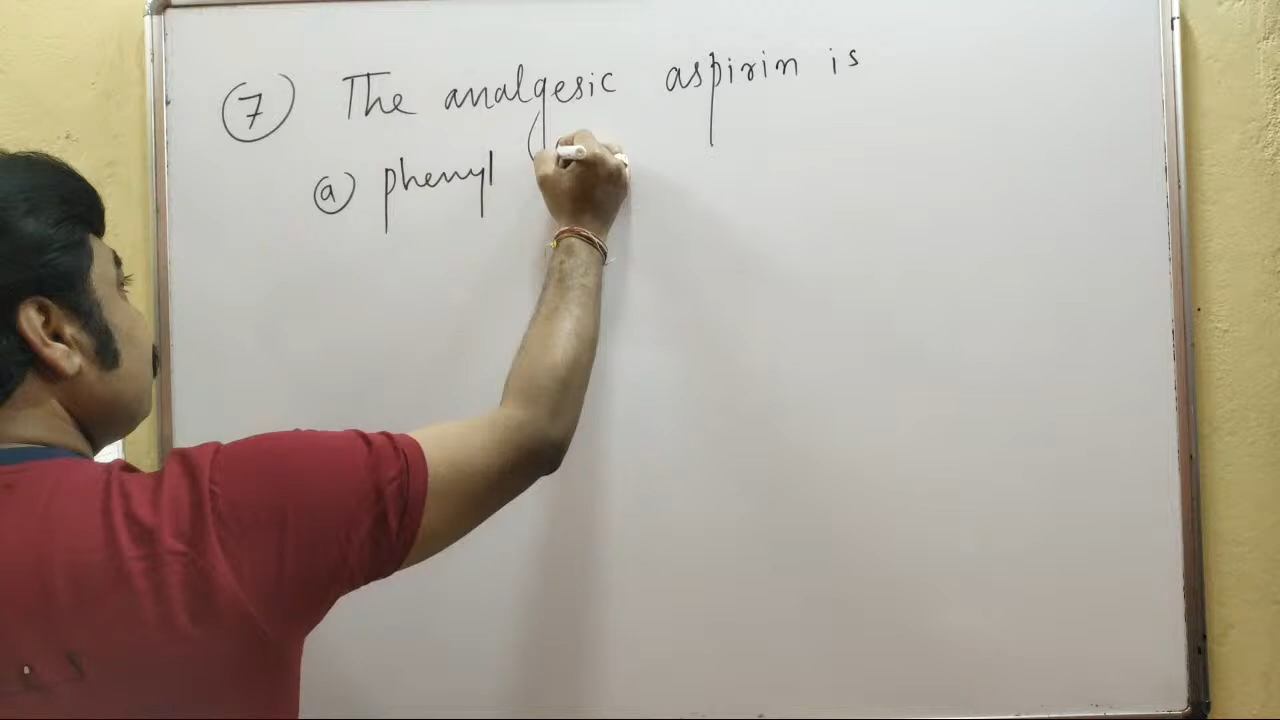 7 The analgesic aspirin is
a phenyl (